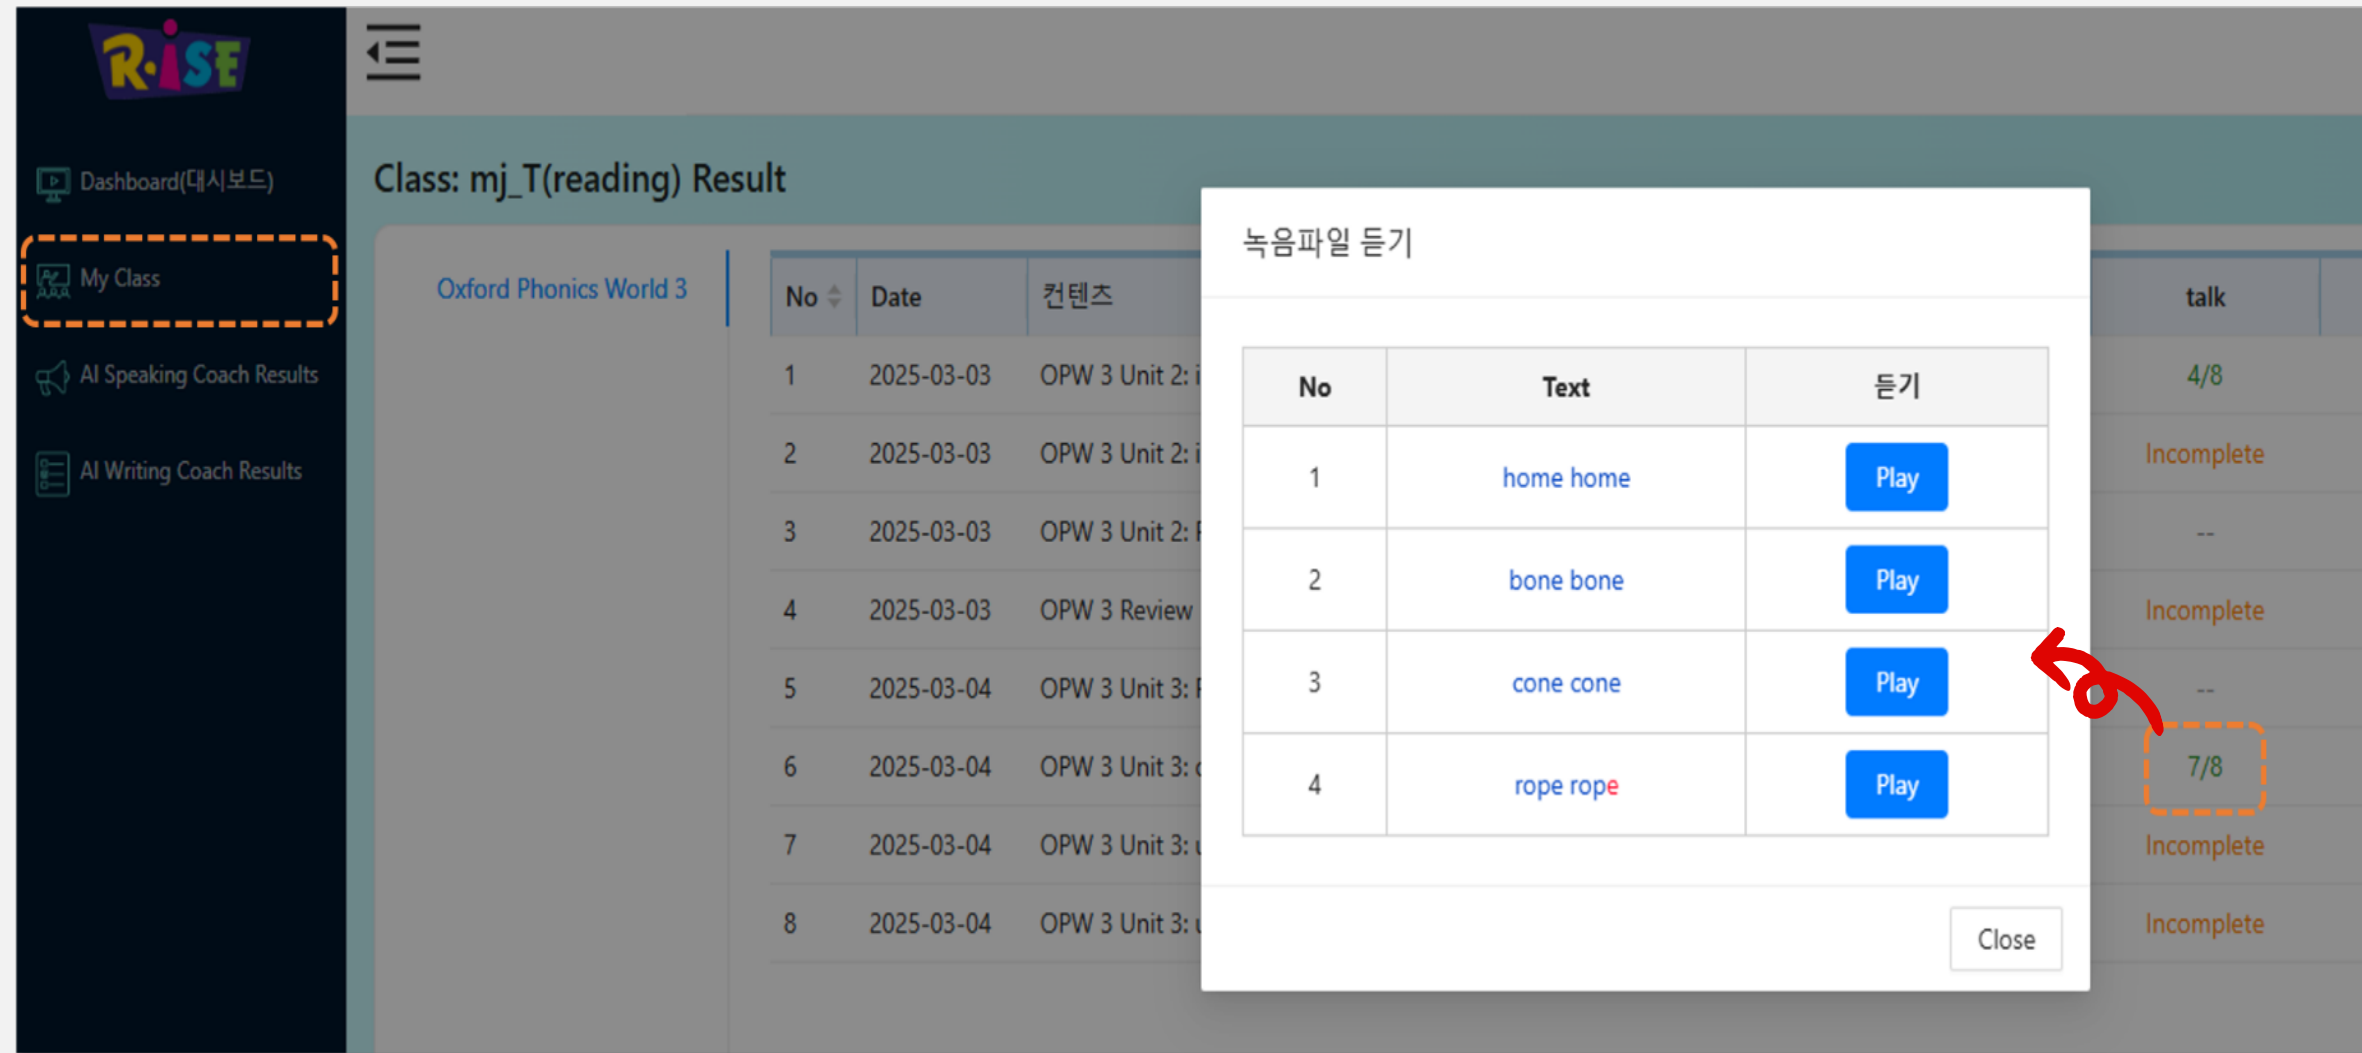 R·iSE
Dashboard(대시보드)
My Class
AI Speaking Coach Results
AI Writing Coach Results
Class: mj_T(reading) Result
Oxford Phonics World 3
No Date 컨텐츠 talk
1 2025-03-03 OPW 3 Unit 2: i 4/8
2 2025-03-03 OPW 3 Unit 2: i Incomplete
3 2025-03-03 OPW 3 Unit 2: --
4 2025-03-03 OPW 3 Review Incomplete
5 2025-03-04 OPW 3 Unit 3: --
6 2025-03-04 OPW 3 Unit 3: 7/8
7 2025-03-04 OPW 3 Unit 3: Incomplete
8 2025-03-04 OPW 3 Unit 3: Incomplete
녹음파일 듣기
No Text 듣기
1 home home Play
2 bone bone Play
3 cone cone Play
4 rope rope Play
Close